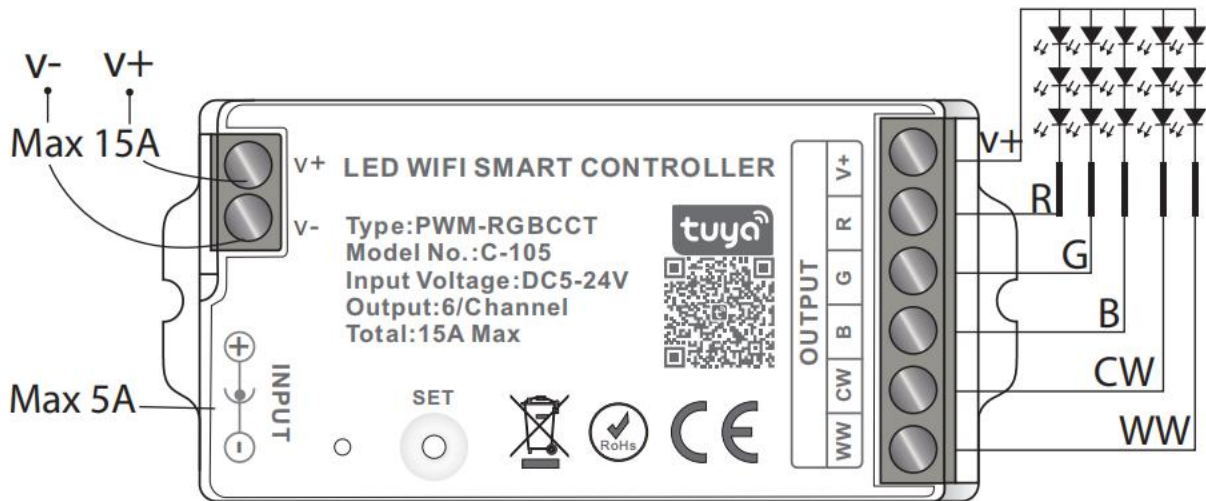 v- v+
Max 15A
v+
v-
LED WIFI SMART CONTROLLER
Type:PWM-RGBCCT
Model No.:C-105
Input Voltage:DC5-24V
Output:6/Channel
Total:15A Max
tuya
Max 5A
+
-
INPUT
SET
RoHs
CE
OUTPUT
V+
R
G
B
CW
WW
v+
R
G
B
CW
WW